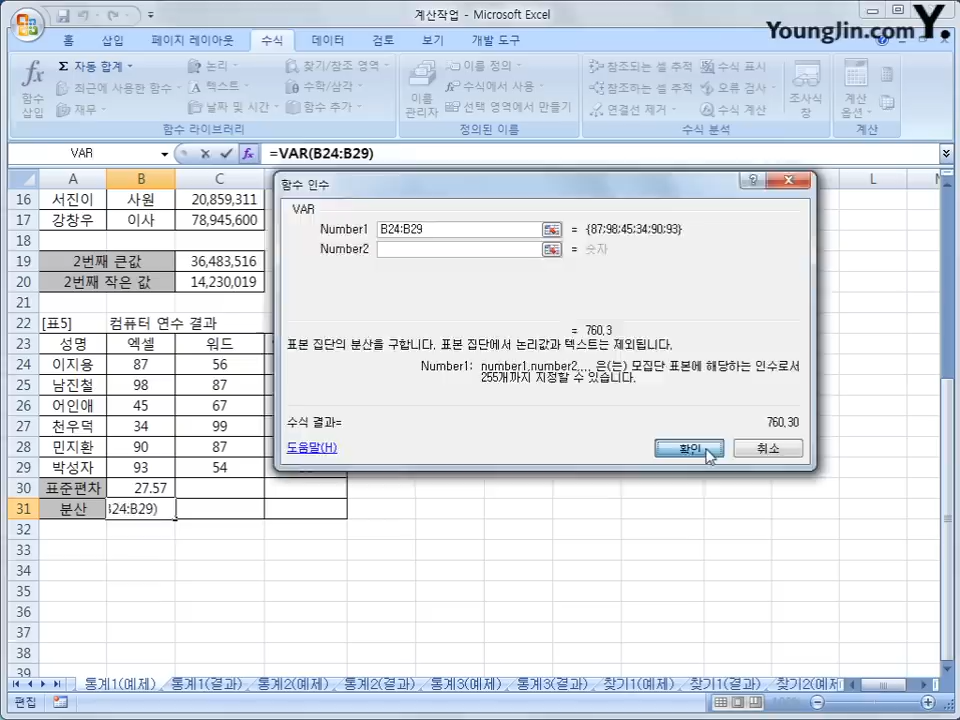 계산작업 - Microsoft Excel
YoungJin.com Y.
홈 삽입 페이지 레이아웃 수식 데이터 검토 보기 개발 도구
함수 삽입
Σ 자동 합계
최근에 사용한 함수
재무
논리
텍스트
날짜 및 시간
찾기/참조 영역
수학/삼각
함수 추가
함수 라이브러리
이름 관리자
이름 정의
수식에서 사용
선택 영역에서 만들기
정의된 이름
참조되는 셀 추적
참조하는 셀 추적
연결선 제거
수식 표시
오류 검사
수식 계산
조사식 창
수식 분석
계산 옵션
계산
VAR =VAR(B24:B29)
A B C L
16 서진이 사원 20,859,311
17 강창우 이사 78,945,600
18
19 2번째 큰값 36,483,516
20 2번째 작은 값 14,230,019
21
22 [표5] 컴퓨터 연수 결과
23 성명 엑셀 워드
24 이지용 87 56
25 남진철 98 87
26 어인애 45 67
27 천우덕 34 99
28 민지환 90 87
29 박성자 93 54
30 표준편차 27.57
31 분산 B24:B29)
32
33
34
35
36
37
38
39
함수 인수
VAR
Number1 B24:B29 = {87;98;45;34;90;93}
Number2 = 숫자
= 760.3
표본 집단의 분산을 구합니다. 표본 집단에서 논리값과 텍스트는 제외됩니다.
Number1: number1,number2,... 은(는) 모집단 표본에 해당하는 인수로서
255개까지 지정할 수 있습니다.
수식 결과= 760.30
도움말(H) 확인 취소
통계1(예제) 통계1(결과) 통계2(예제) 통계2(결과) 통계3(예제) 통계3(결과) 찾기1(예제) 찾기1(결과) 찾기2(예제
편집 100%